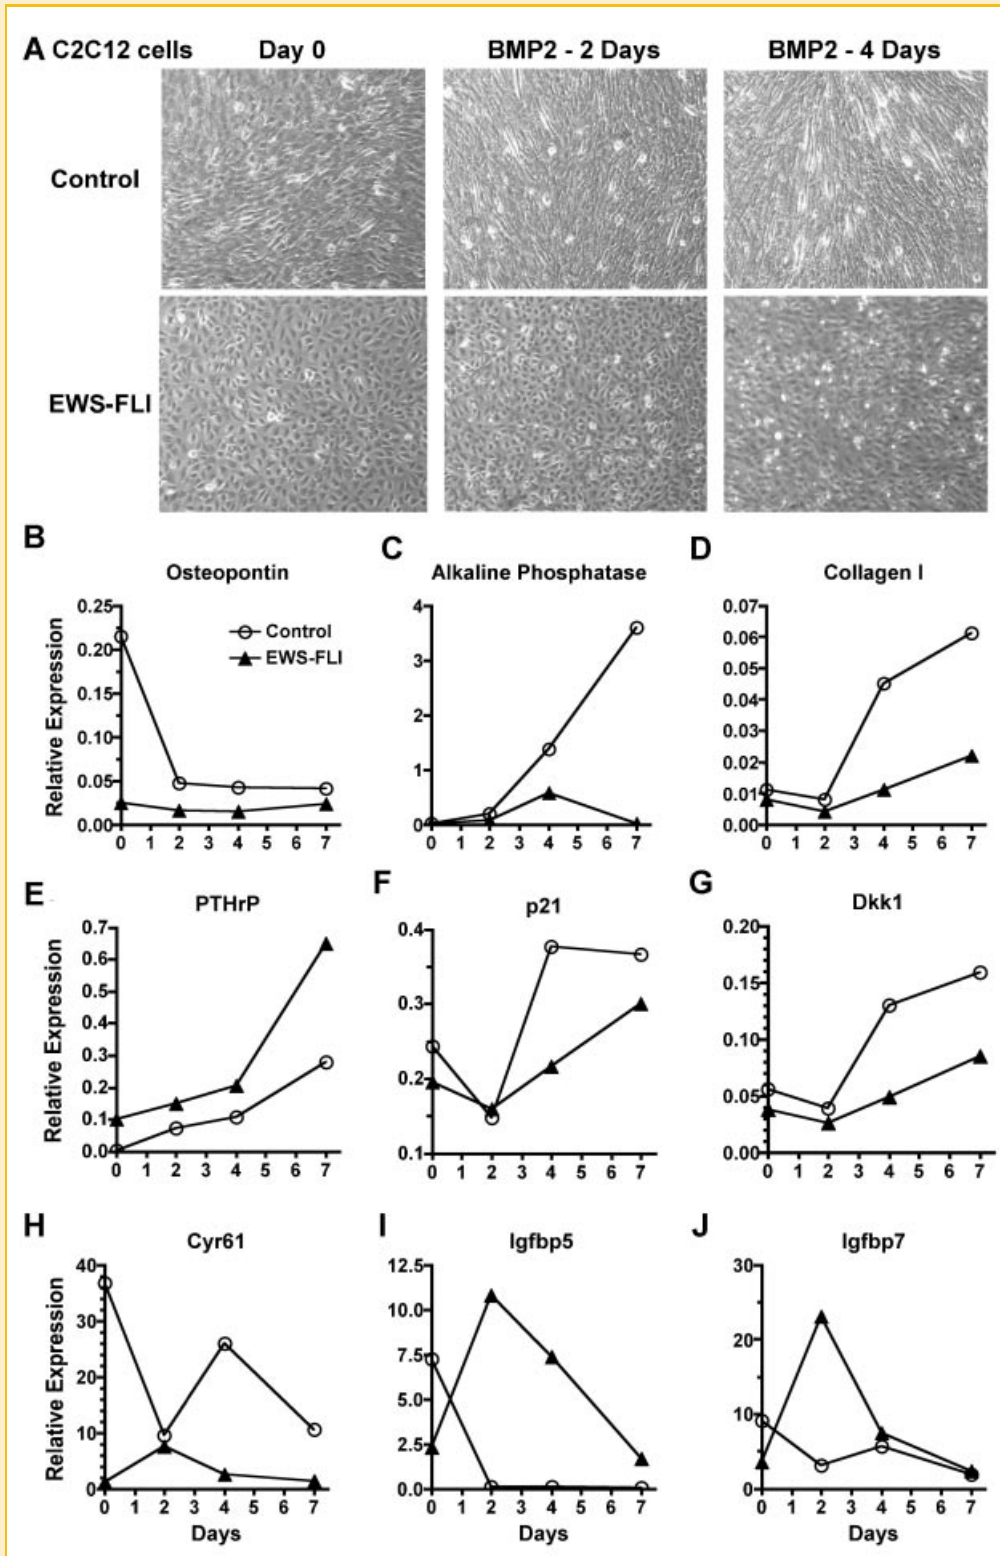 A C2C12 cells Day 0 BMP2 - 2 Days BMP2 - 4 Days
Control
EWS-FLI
B C D
Osteopontin Alkaline Phosphatase Collagen I
Relative Expression
0.25
0.20
0.15
0.10
0.05
0.00
0 1 2 3 4 5 6 7
Control
EWS-FLI
4
3
2
1
0
0 1 2 3 4 5 6 7
0.07
0.06
0.05
0.04
0.03
0.02
0.01
0.00
0 1 2 3 4 5 6 7
E F G
PTHrP p21 Dkk1
Relative Expression
0.7
0.6
0.5
0.4
0.3
0.2
0.1
0.0
0 1 2 3 4 5 6 7
0.4
0.3
0.2
0.1
0 1 2 3 4 5 6 7
0.20
0.15
0.10
0.05
0.00
0 1 2 3 4 5 6 7
H I J
Cyr61 Igfbp5 Igfbp7
Relative Expression
40
30
20
10
0
0 1 2 3 4 5 6 7
Days
12.5
10.0
7.5
5.0
2.5
0.0
0 1 2 3 4 5 6 7
Days
30
20
10
0
0 1 2 3 4 5 6 7
Days